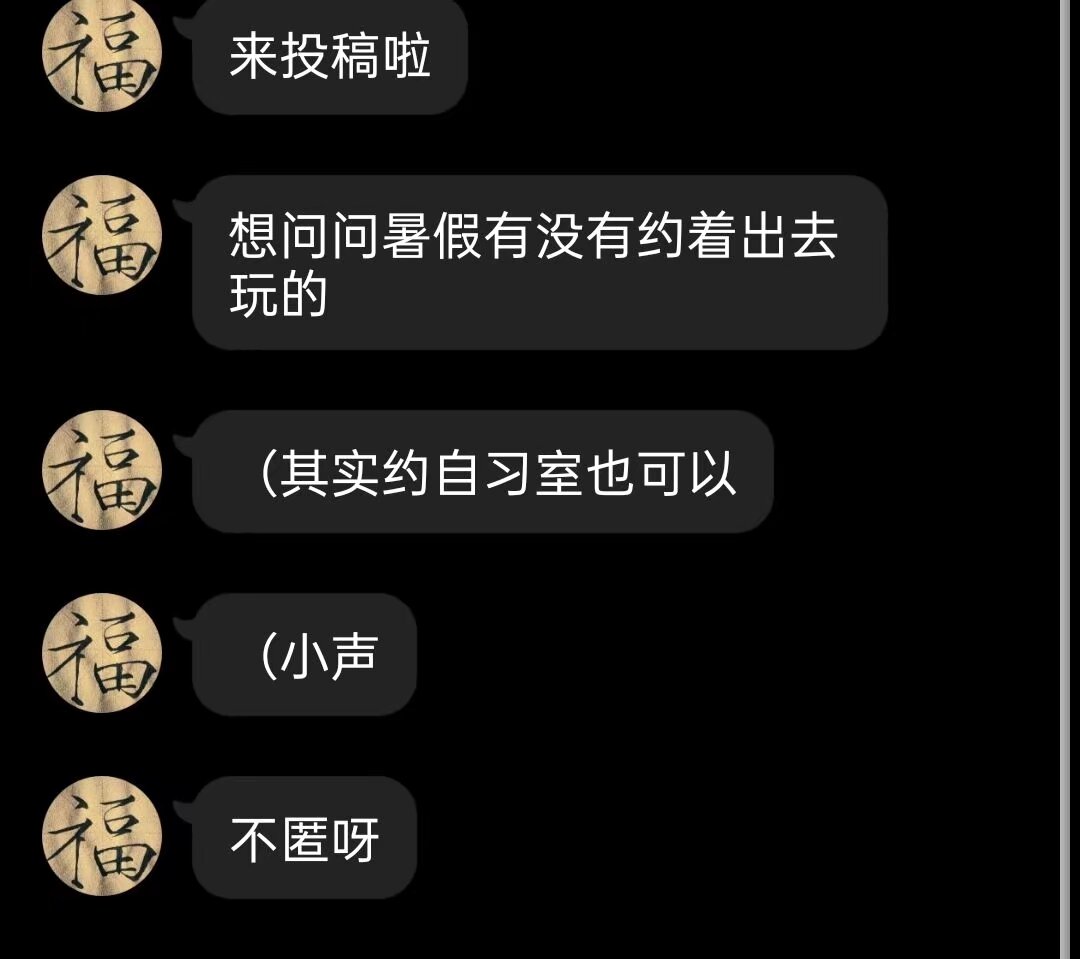 福
来投稿啦
福
想问问暑假有没有约着出去
玩的
福
（其实约自习室也可以
福
（小声
福
不匿呀